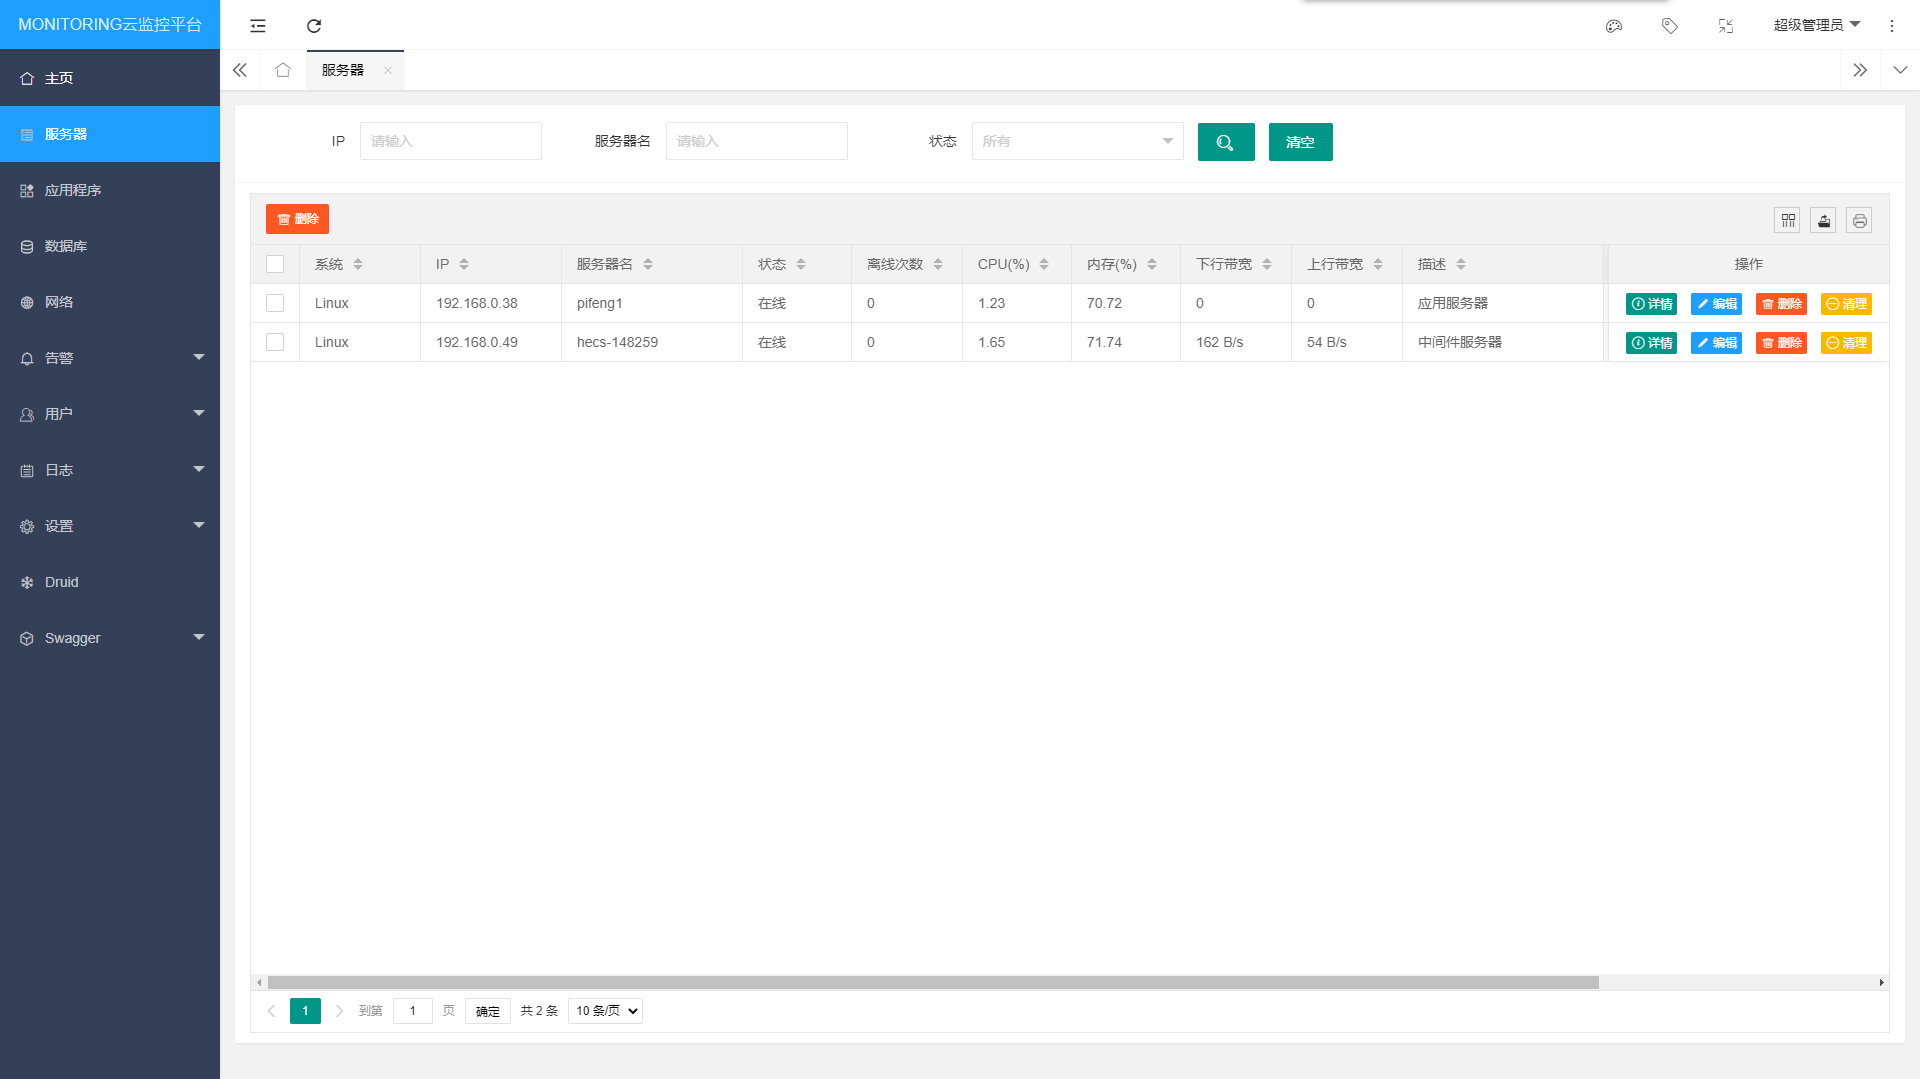 MONITORING云监控平台
超级管理员
主页
服务器
应用程序
数据库
网络
告警
用户
日志
设置
Druid
Swagger
服务器
IP 请输入 服务器名 请输入 状态 所有 清空
删除
系统 IP 服务器名 状态 离线次数 CPU(%) 内存(%) 下行带宽 上行带宽 描述 操作
Linux 192.168.0.38 pifeng1 在线 0 1.23 70.72 0 0 应用服务器 详情 编辑 删除 清理
Linux 192.168.0.49 hecs-148259 在线 0 1.65 71.74 162 B/s 54 B/s 中间件服务器 详情 编辑 删除 清理
1 到第 1 页 确定 共 2 条 10 条/页